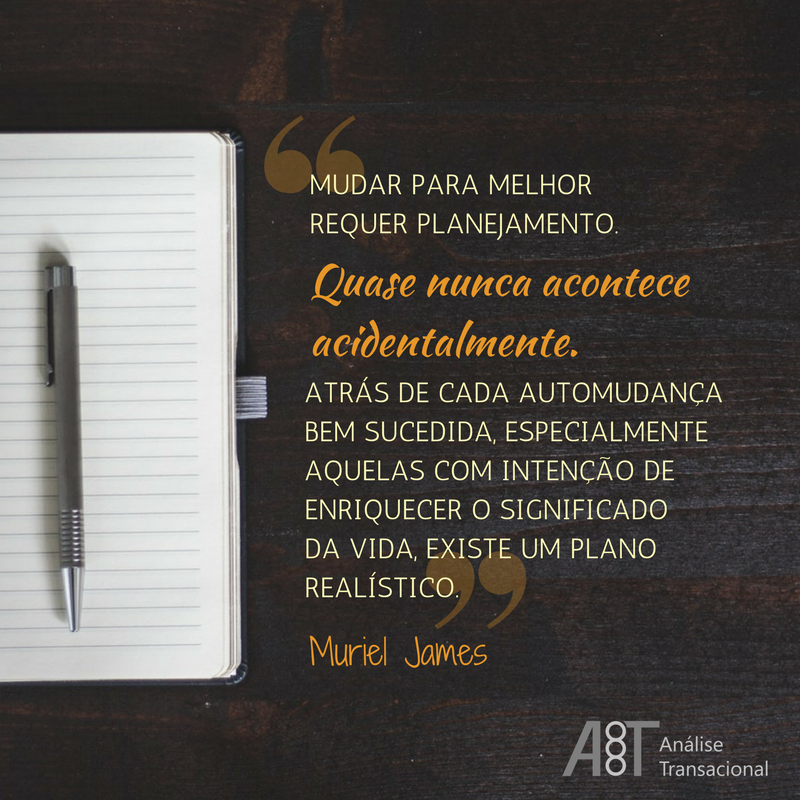 MUDAR PARA MELHOR
REQUER PLANEJAMENTO.
Quase nunca acontece
acidentalmente.
ATRÁS DE CADA AUTOMUDANÇA
BEM SUCEDIDA, ESPECIALMENTE
AQUELAS COM INTENÇÃO DE
ENRIQUECER O SIGNIFICADO
DA VIDA, EXISTE UM PLANO
REALÍSTICO.
Muriel James
A88T Análise
Transacional